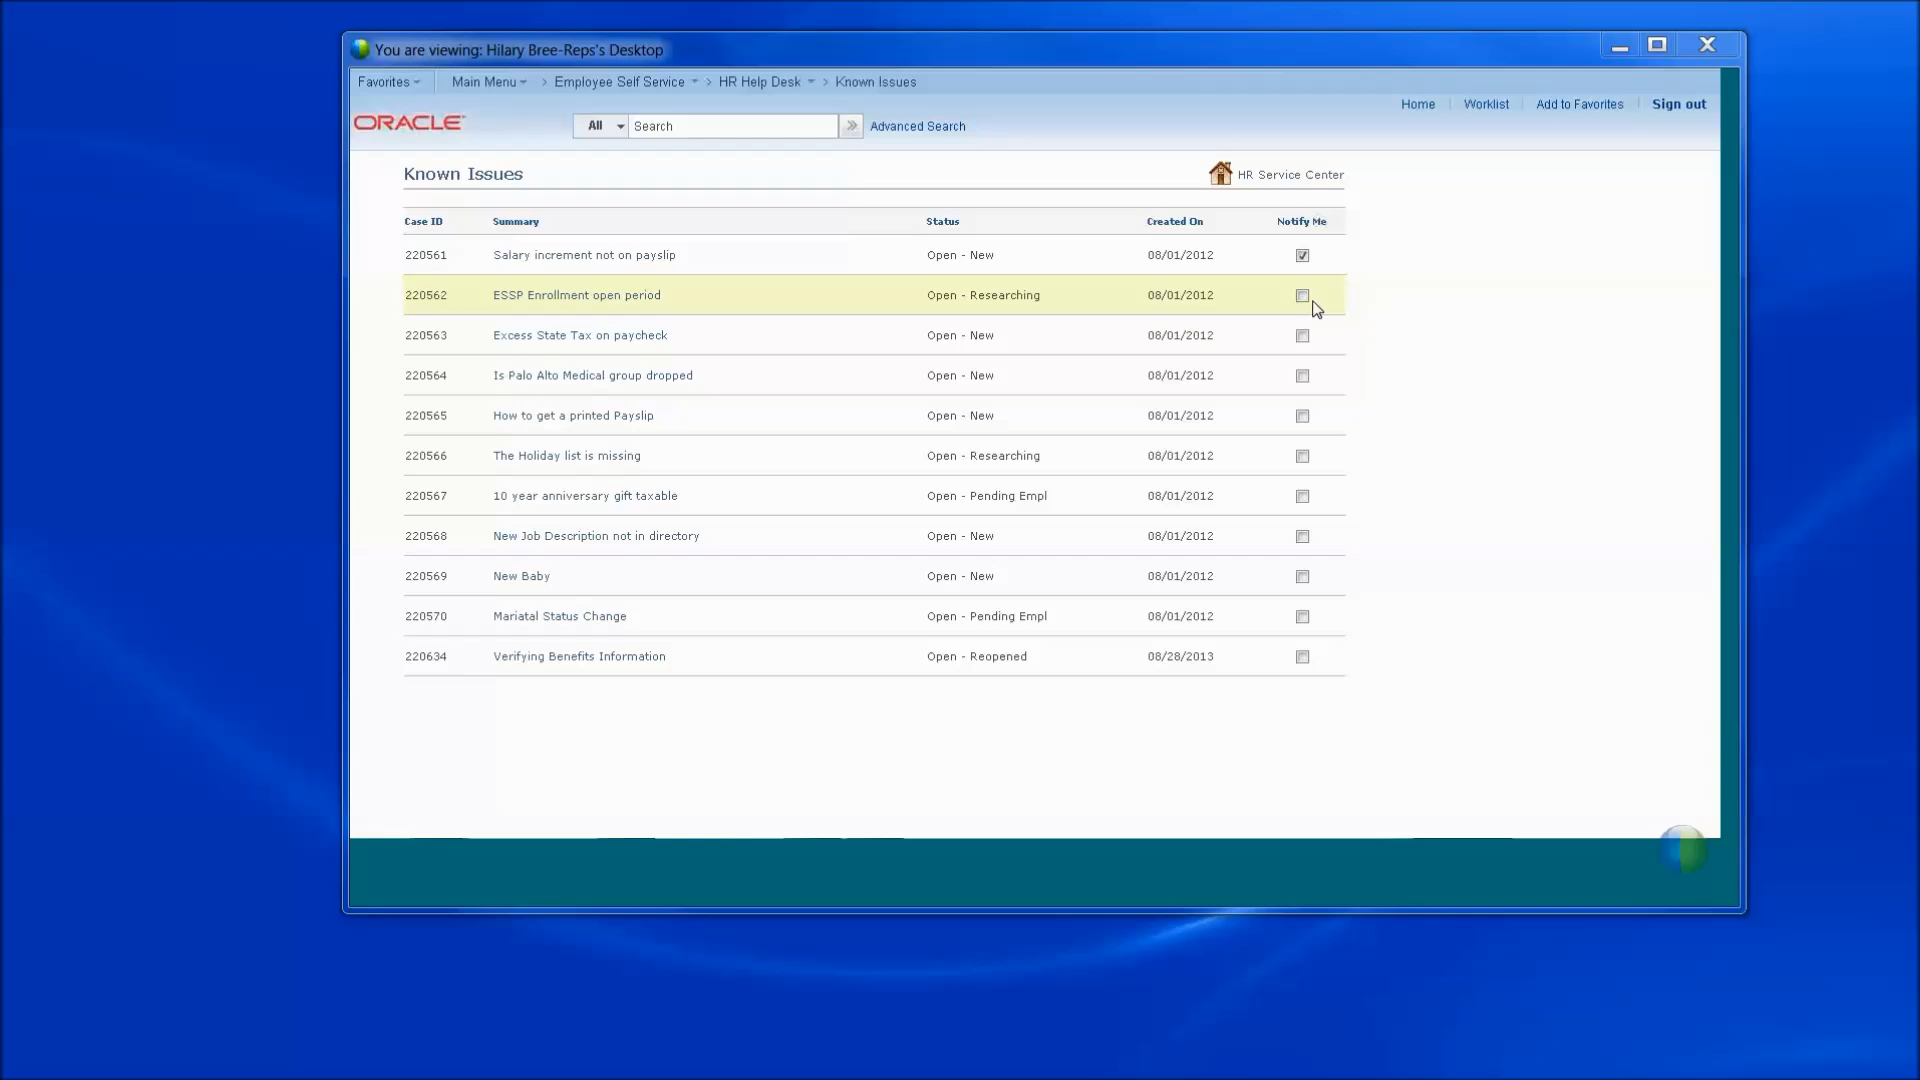 You are viewing: Hilary Bree-Reps's Desktop
Favorites Main Menu > Employee Self Service > HR Help Desk > Known Issues
Home Worklist Add to Favorites Sign out
ORACLE All Search Advanced Search
Known Issues HR Service Center
Case ID Summary Status Created On Notify Me
220561 Salary increment not on payslip Open - New 08/01/2012
220562 ESSP Enrollment open period Open - Researching 08/01/2012
220563 Excess State Tax on paycheck Open - New 08/01/2012
220564 Is Palo Alto Medical group dropped Open - New 08/01/2012
220565 How to get a printed Payslip Open - New 08/01/2012
220566 The Holiday list is missing Open - Researching 08/01/2012
220567 10 year anniversary gift taxable Open - Pending Empl 08/01/2012
220568 New Job Description not in directory Open - New 08/01/2012
220569 New Baby Open - New 08/01/2012
220570 Mariatal Status Change Open - Pending Empl 08/01/2012
220634 Verifying Benefits Information Open - Reopened 08/28/2013